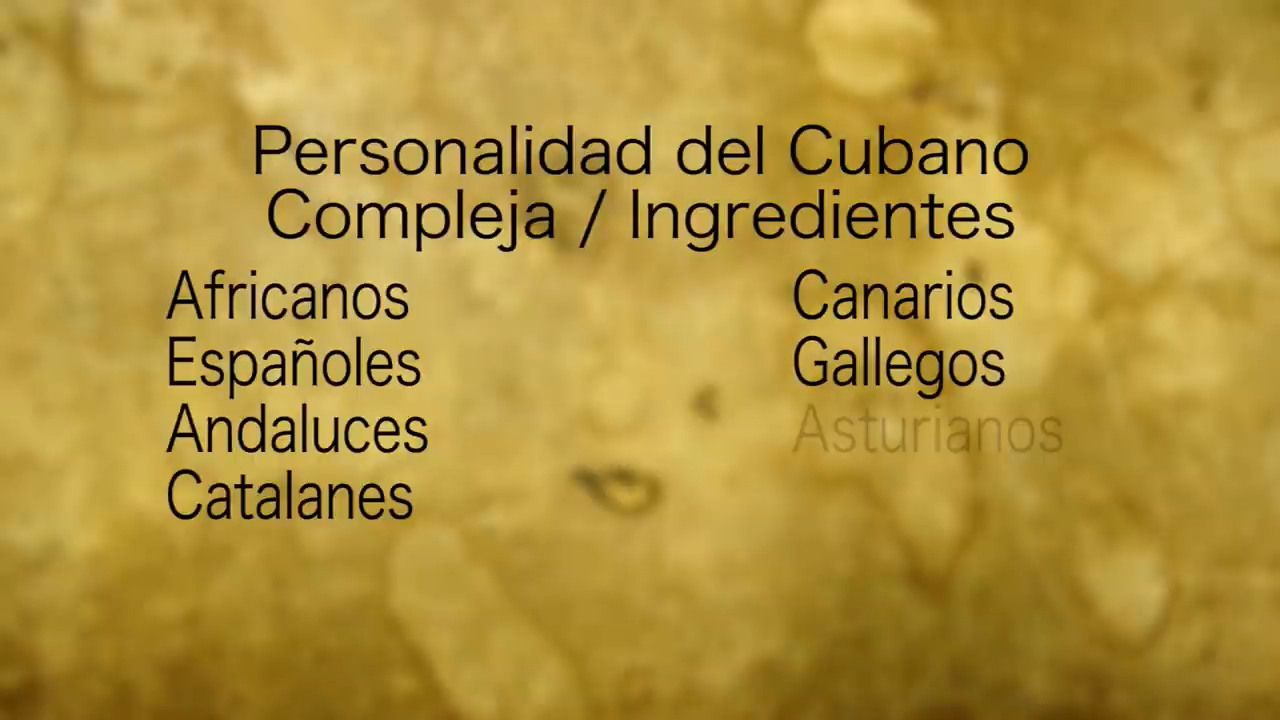 Personalidad del Cubano
Compleja / Ingredientes
Africanos
Españoles
Andaluces
Catalanes
Canarios
Gallegos
Asturianos